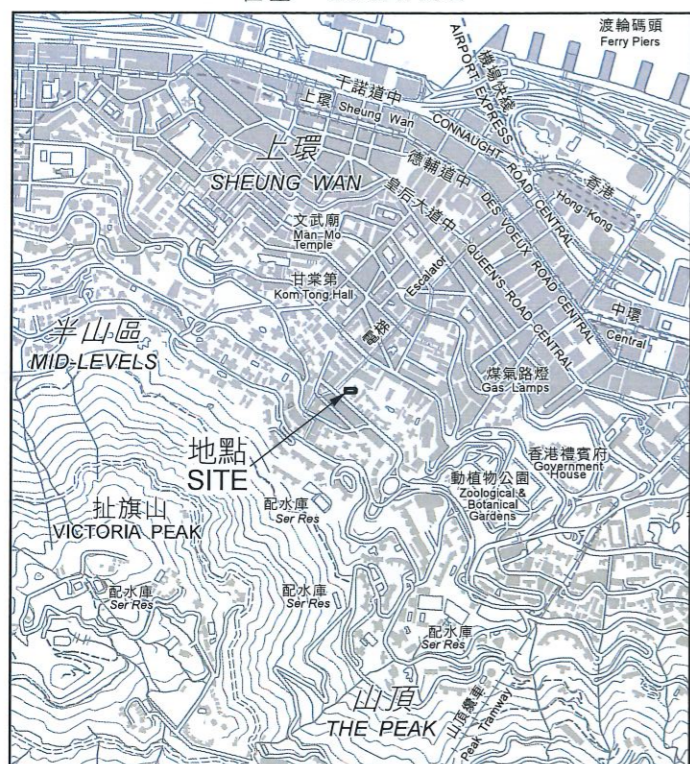 渡輪碼頭
Ferry Piers
機場快綫
AIRPORT EXPRESS
干諾道中
CONNAUGHT ROAD CENTRAL
上環 Sheung Wan
上環
SHEUNG WAN
德輔道中
DES VOEUX ROAD CENTRAL
香港
Hong Kong
皇后大道中
QUEEN'S ROAD CENTRAL
文武廟
Man Mo
Temple
甘棠第
Kom Tong Hall
Escalator
電梯
中環
Central
半山區
MID-LEVELS
煤氣路燈
Gas Lamps
地點
SITE
香港禮賓府
Government
House
動植物公園
Zoological &
Botanical
Gardens
配水庫
Ser Res
扯旗山
VICTORIA PEAK
配水庫
Ser Res
配水庫
Ser Res
配水庫
Ser Res
山頂
THE PEAK
山頂纜車
Peak Tramway